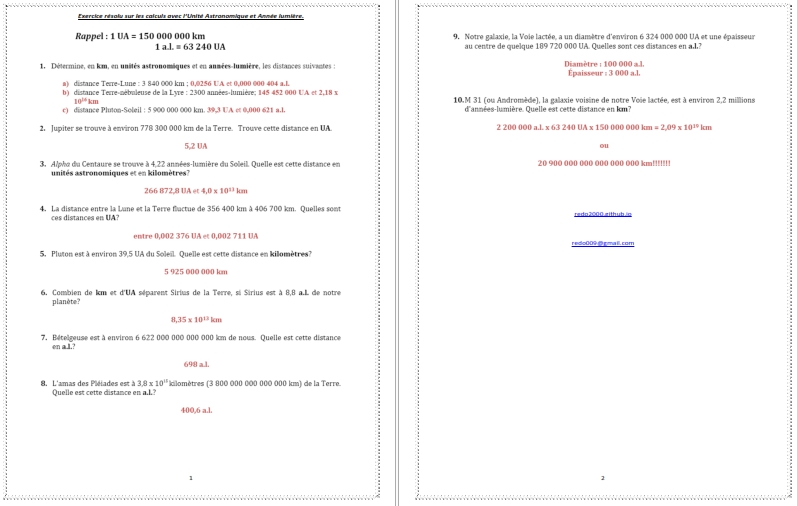 Exercice résolu sur les calculs avec l'Unité Astronomique et Année lumière.
Rappel : 1 UA = 150 000 000 km
1 a.l. = 63 240 UA
1. Détermine, en km, en unités astronomiques et en années-lumière, les distances suivantes :
a) distance Terre-Lune : 3 840 000 km ; 0,0256 UA et 0,000 000 404 a.l.
b) distance Terre-nébuleuse de la Lyre : 2300 années-lumière; 145 452 000 UA et 2,18 x
10¹⁶ km
c) distance Pluton-Soleil : 5 900 000 000 km. 39,3 UA et 0,000 621 a.l.
2. Jupiter se trouve à environ 778 300 000 km de la Terre. Trouve cette distance en UA.
5,2 UA
3. Alpha du Centaure se trouve à 4,22 années-lumière du Soleil. Quelle est cette distance en
unités astronomiques et en kilomètres?
266 872,8 UA et 4,0 x 10¹³ km
4. La distance entre la Lune et la Terre fluctue de 356 400 km à 406 700 km. Quelles sont
ces distances en UA?
entre 0,002 376 UA et 0,002 711 UA
5. Pluton est à environ 39,5 UA du Soleil. Quelle est cette distance en kilomètres?
5 925 000 000 km
6. Combien de km et d'UA séparent Sirius de la Terre, si Sirius est à 8,8 a.l. de notre
planète?
8,35 x 10¹³ km
7. Bételgeuse est à environ 6 622 000 000 000 000 km de nous. Quelle est cette distance
en a.l.?
698 a.l.
8. L'amas des Pléiades est à 3,8 x 10¹⁵ kilomètres (3 800 000 000 000 000 km) de la Terre.
Quelle est cette distance en a.l.?
400,6 a.l.
1
9. Notre galaxie, la Voie lactée, a un diamètre d'environ 6 324 000 000 UA et une épaisseur
au centre de quelque 189 720 000 UA. Quelles sont ces distances en a.l.?
Diamètre : 100 000 a.l.
Épaisseur : 3 000 a.l.
10. M 31 (ou Andromède), la galaxie voisine de notre Voie lactée, est à environ 2,2 millions
d'années-lumière. Quelle est cette distance en km?
2 200 000 a.l. x 63 240 UA x 150 000 000 km = 2,09 x 10¹⁹ km
ou
20 900 000 000 000 000 000 km!!!!!!!
redo2000.github.io
redo009@gmail.com
2